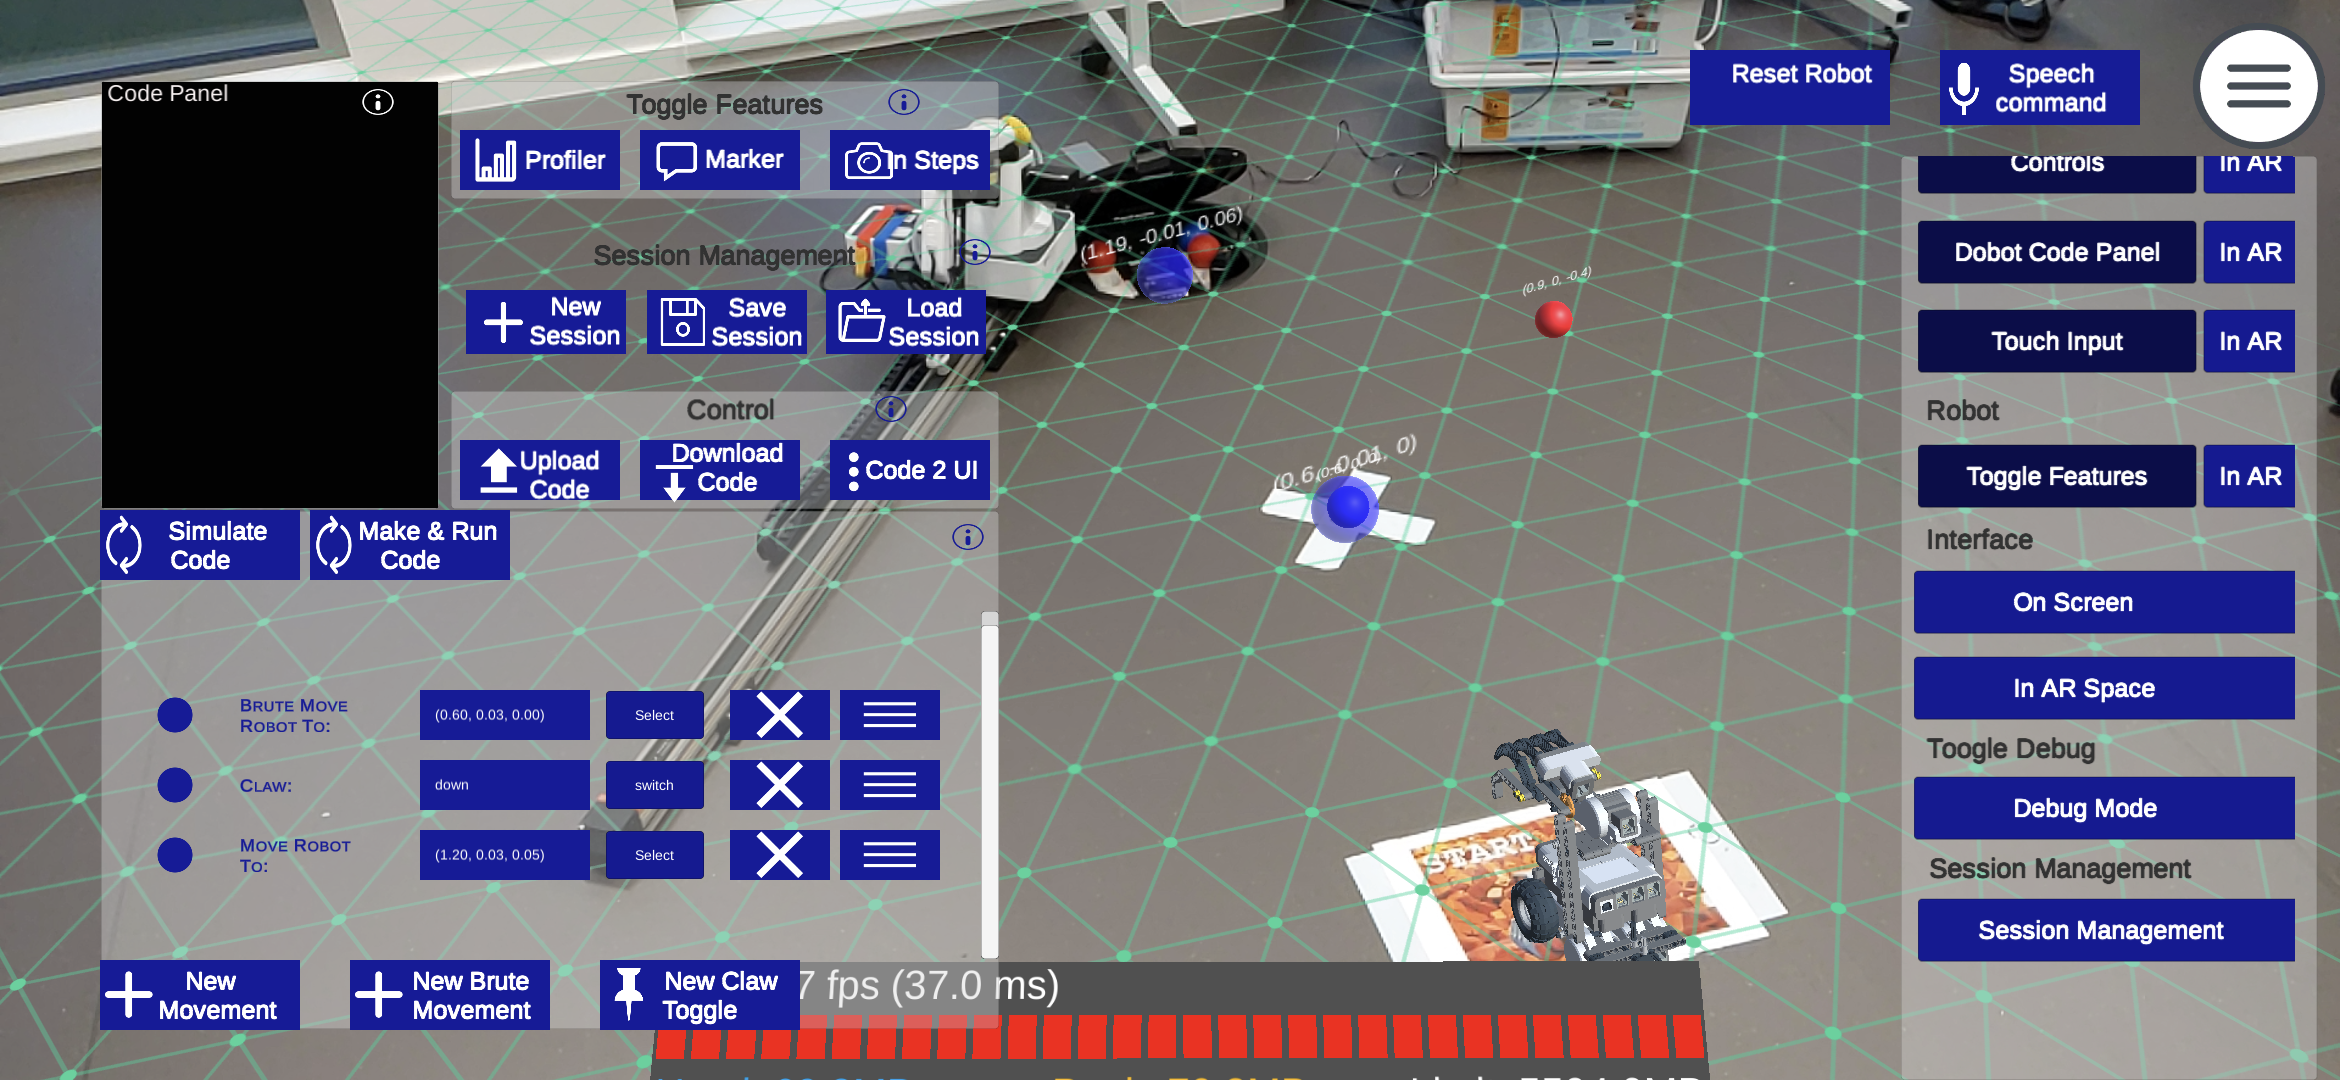 Code Panel
Toggle Features
Profiler
Marker
n Steps
Session Management
New
Session
Save
Session
Load
Session
Control
Upload
Code
Download
Code
Code 2 UI
Simulate
Code
Make & Run
Code
BRUTE MOVE
ROBOT TO:
(0.60, 0.03, 0.00)
Select
CLAW:
down
switch
MOVE ROBOT
TO:
(1.20, 0.03, 0.05)
Select
New
Movement
New Brute
Movement
New Claw
Toggle
7 fps (37.0 ms)
(1.19, -0.01, 0.06)
(0.9, 0, -0.4)
START
Reset Robot
Speech
command
Controls
In AR
Dobot Code Panel
In AR
Touch Input
In AR
Robot
Toggle Features
In AR
Interface
On Screen
In AR Space
Toogle Debug
Debug Mode
Session Management
Session Management